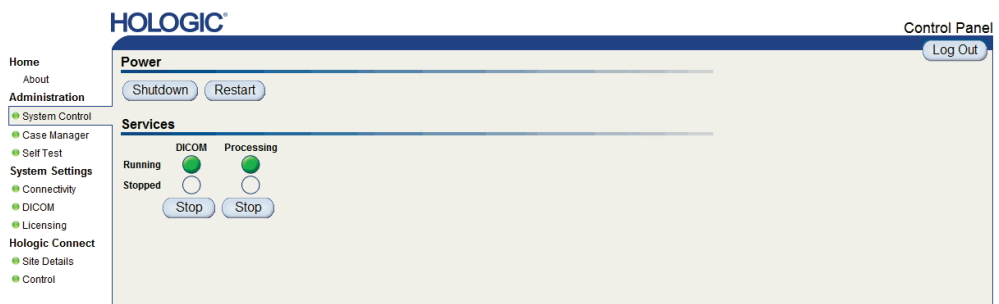 HOLOGIC®
Control Panel
Log Out
Home
About
Administration
System Control
Case Manager
Self Test
System Settings
Connectivity
DICOM
Licensing
Hologic Connect
Site Details
Control
Power
Shutdown Restart
Services
DICOM Processing
Running
Stopped
Stop Stop